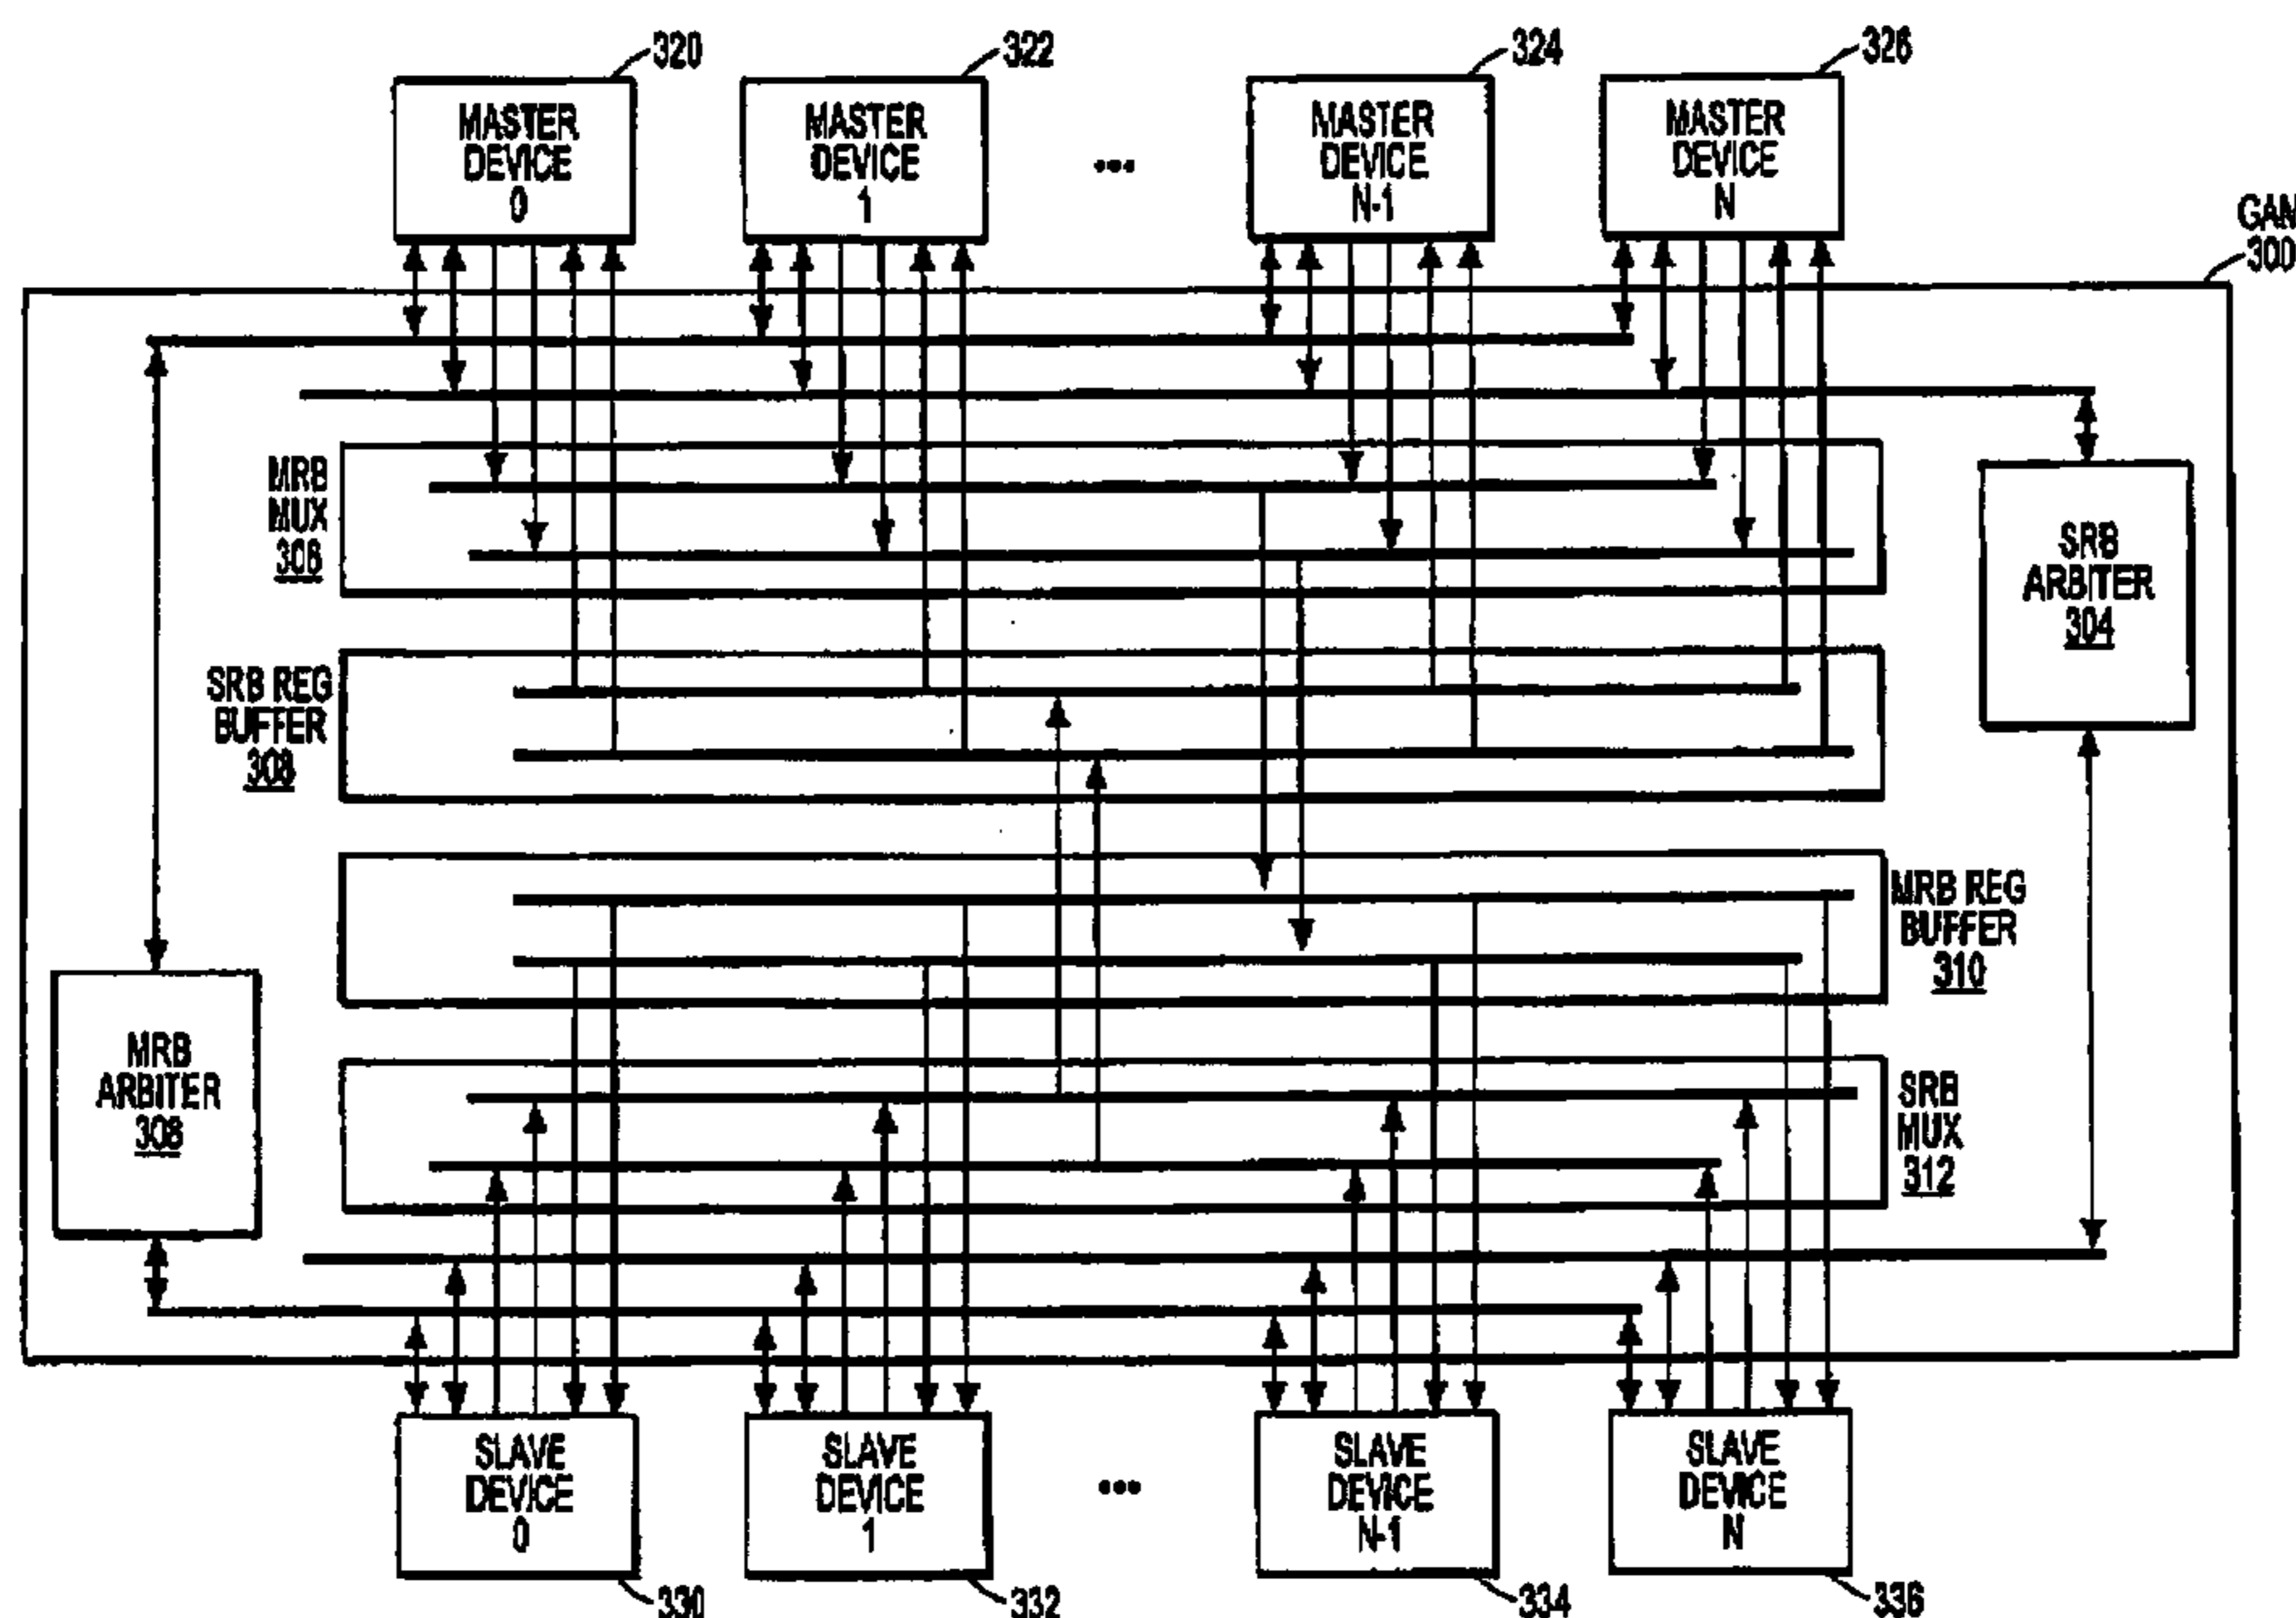 320
322
324
326
MASTER
DEVICE
0
MASTER
DEVICE
1
...
MASTER
DEVICE
N-1
MASTER
DEVICE
N
GAN
300
MRB
MUX
306
SRB
ARBITER
304
SRB REG
BUFFER
308
MRB REG
BUFFER
310
MRB
ARBITER
308
SRB
MUX
312
SLAVE
DEVICE
0
SLAVE
DEVICE
1
...
SLAVE
DEVICE
N-1
SLAVE
DEVICE
N
330
332
334
336